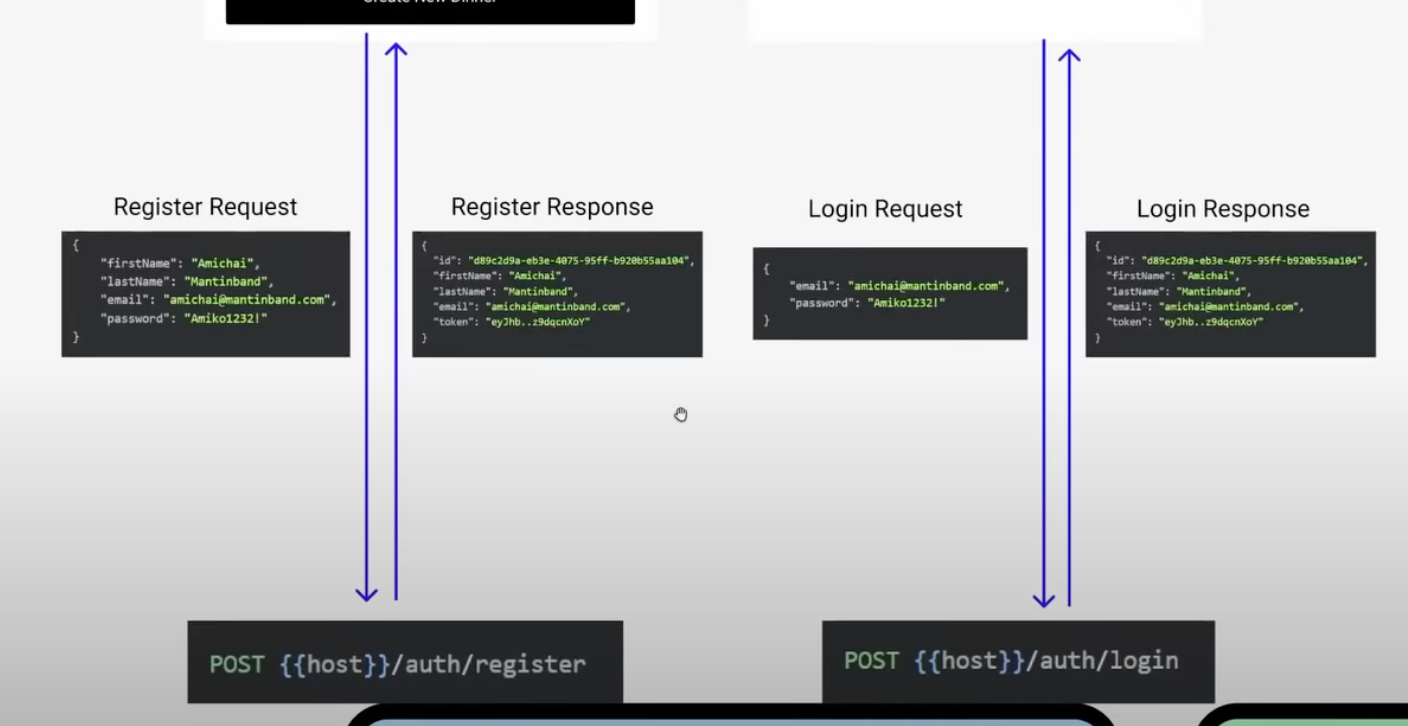 Create New Dinner
Register Request
{
"firstName": "Amichai",
"lastName": "Mantinband",
"email": "amichai@mantinband.com",
"password": "Amiko1232!"
}
Register Response
{
"id": "d89c2d9a-eb3e-4075-95ff-b920b55aa104",
"firstName": "Amichai",
"lastName": "Mantinband",
"email": "amichai@mantinband.com",
"token": "eyJhb..z9dqcnXoY"
}
Login Request
{
"email": "amichai@mantinband.com",
"password": "Amiko1232!"
}
Login Response
{
"id": "d89c2d9a-eb3e-4075-95ff-b920b55aa104",
"firstName": "Amichai",
"lastName": "Mantinband",
"email": "amichai@mantinband.com",
"token": "eyJhb..z9dqcnXoY"
}
POST {{host}}/auth/register
POST {{host}}/auth/login